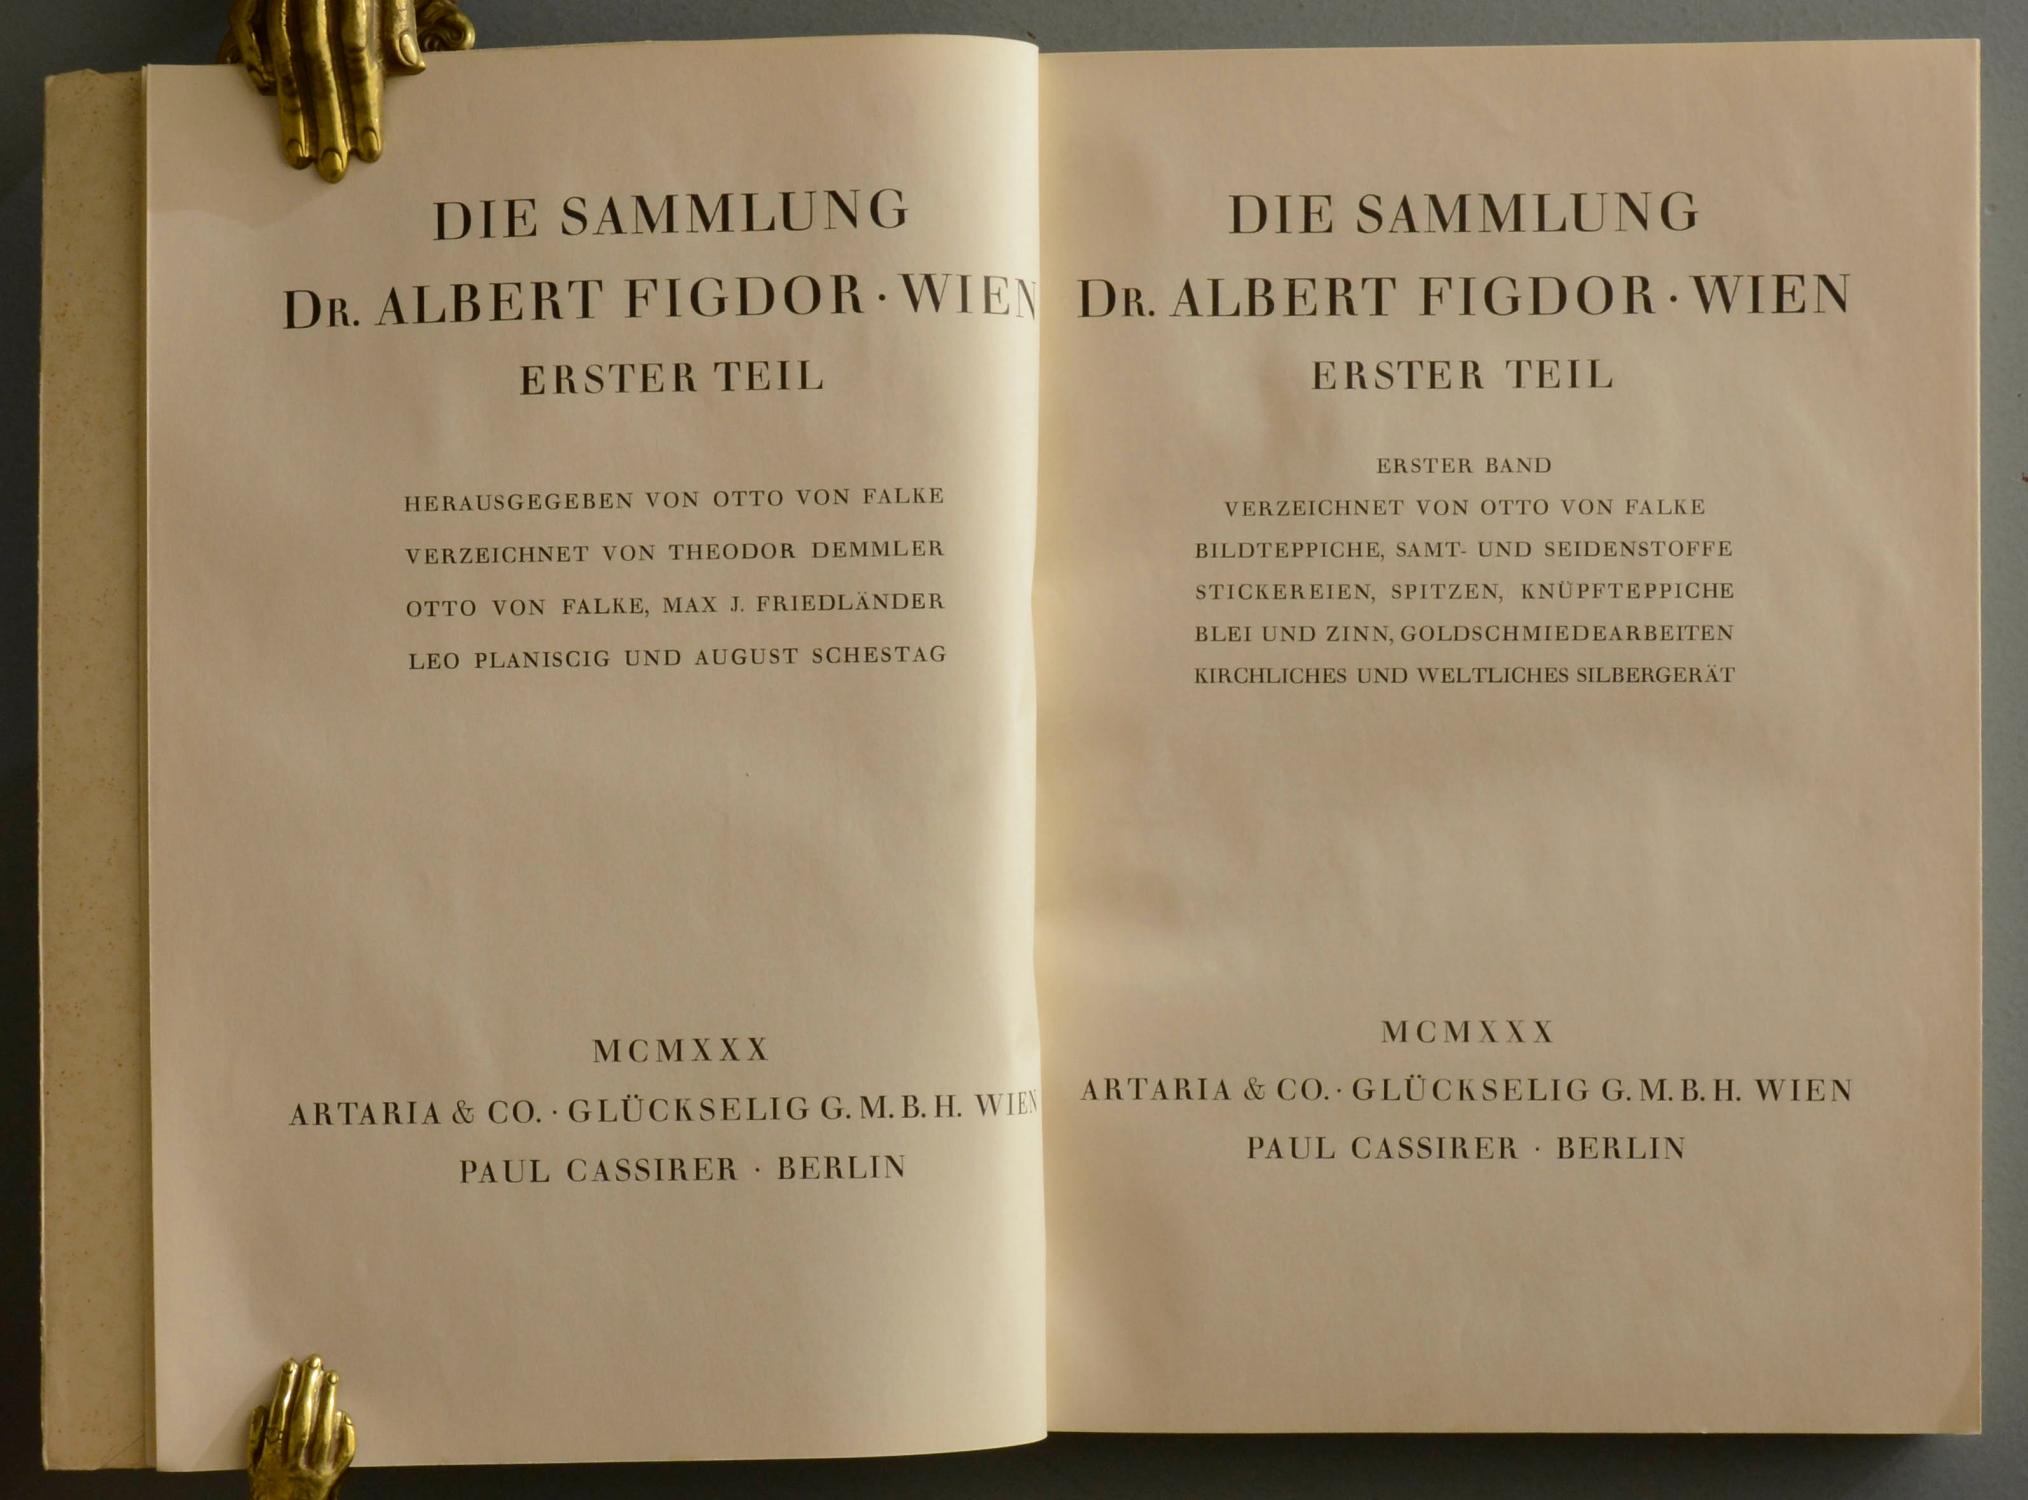 DIE SAMMLUNG
DR. ALBERT FIGDOR · WIEN
ERSTER TEIL
HERAUSGEGEBEN VON OTTO VON FALKE
VERZEICHNET VON THEODOR DEMMLER
OTTO VON FALKE, MAX J. FRIEDLÄNDER
LEO PLANISCIG UND AUGUST SCHESTAG
MCMXXX
ARTARIA & CO. · GLÜCKSELIG G. M. B. H. WIEN
PAUL CASSIRER · BERLIN
DIE SAMMLUNG
DR. ALBERT FIGDOR · WIEN
ERSTER TEIL
ERSTER BAND
VERZEICHNET VON OTTO VON FALKE
BILDTEPPICHE, SAMT- UND SEIDENSTOFFE
STICKEREIEN, SPITZEN, KNÜPFTEPPICHE
BLEI UND ZINN, GOLDSCHMIEDEARBEITEN
KIRCHLICHES UND WELTLICHES SILBERGERÄT
MCMXXX
ARTARIA & CO. · GLÜCKSELIG G. M. B. H. WIEN
PAUL CASSIRER · BERLIN